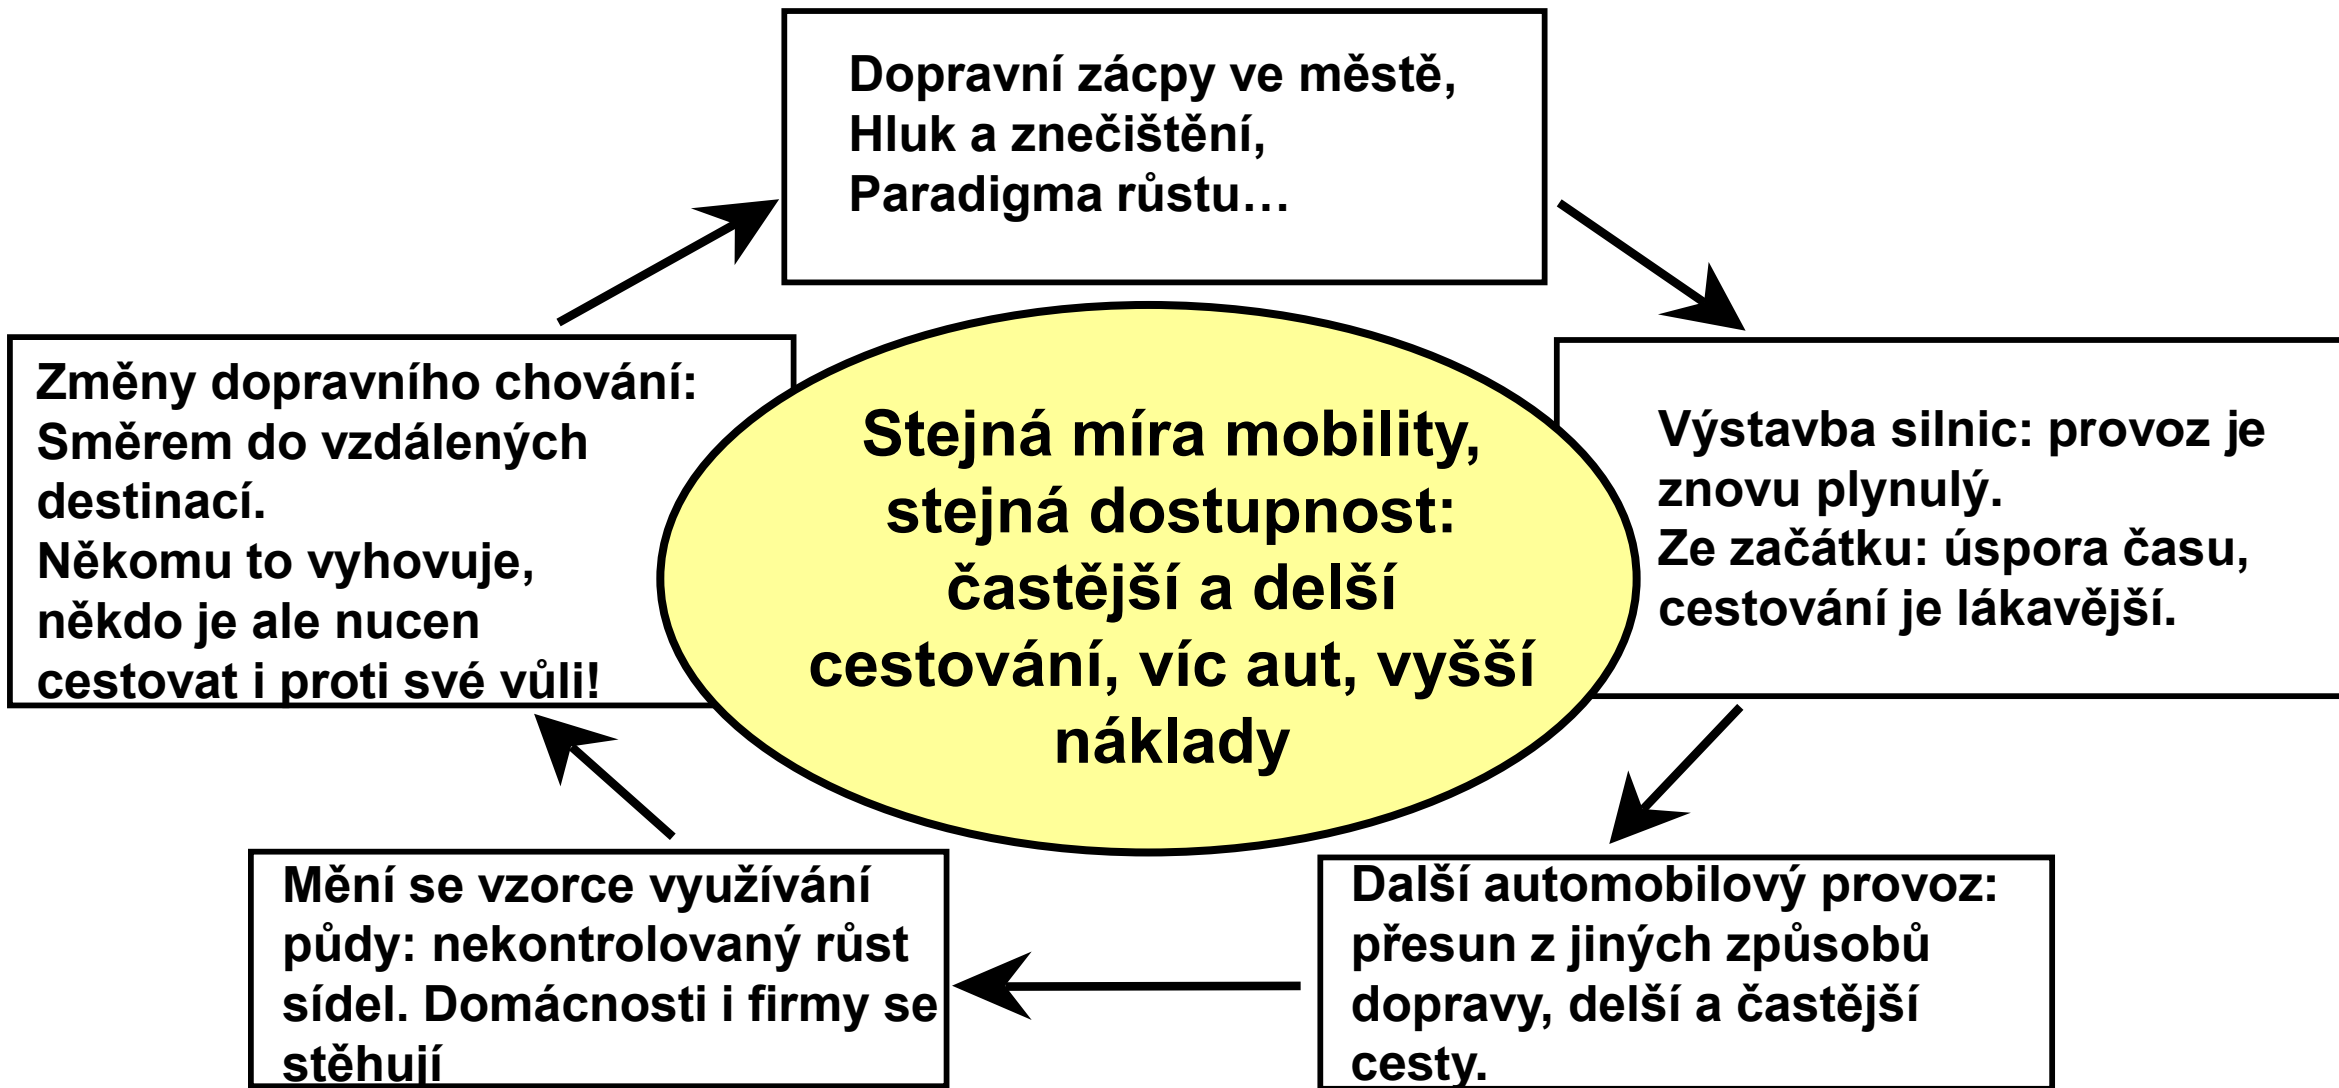 Dopravní zácpy ve městě,
Hluk a znečištění,
Paradigma růstu…
Změny dopravního chování:
Směrem do vzdálených
destinací.
Někomu to vyhovuje,
někdo je ale nucen
cestovat i proti své vůli!
Stejná míra mobility,
stejná dostupnost:
častější a delší
cestování, víc aut, vyšší
náklady
Výstavba silnic: provoz je
znovu plynulý.
Ze začátku: úspora času,
cestování je lákavější.
Mění se vzorce využívání
půdy: nekontrolovaný růst
sídel. Domácnosti i firmy se
stěhují
Další automobilový provoz:
přesun z jiných způsobů
dopravy, delší a častější
cesty.